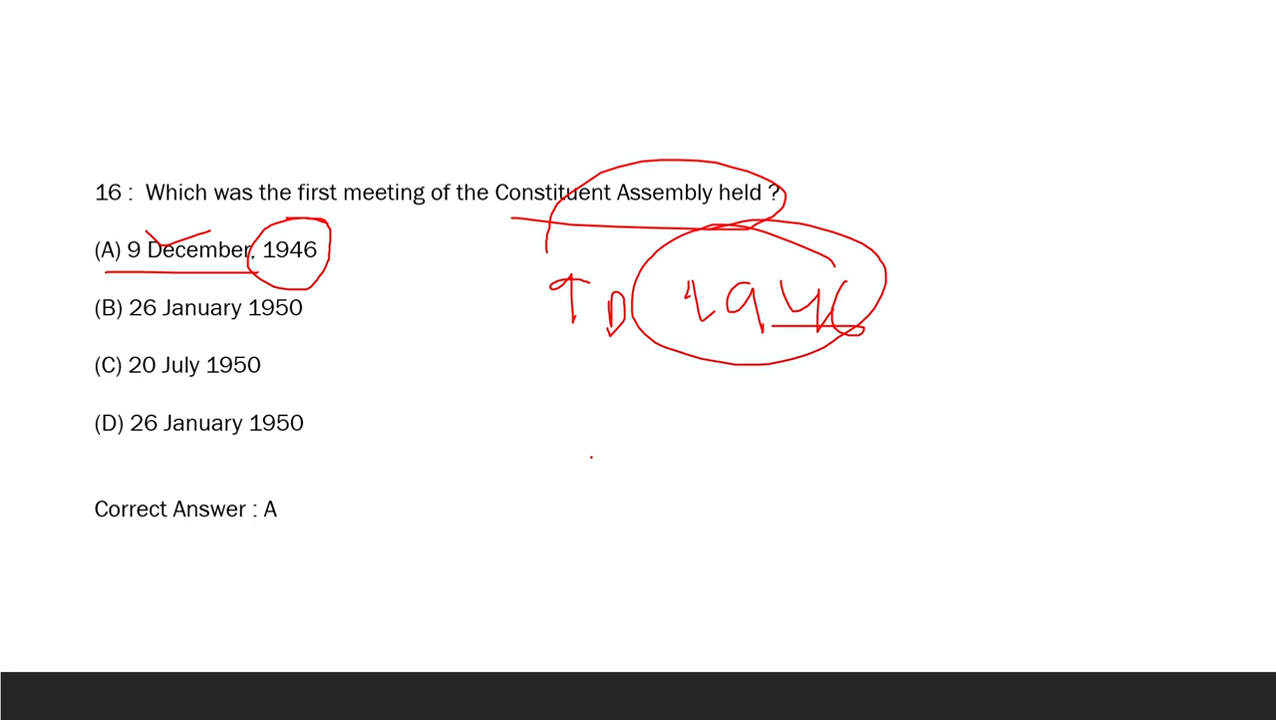 16 : Which was the first meeting of the Constituent Assembly held ?
(A) 9 December, 1946
(B) 26 January 1950
(C) 20 July 1950
(D) 26 January 1950
Correct Answer : A
D 1946